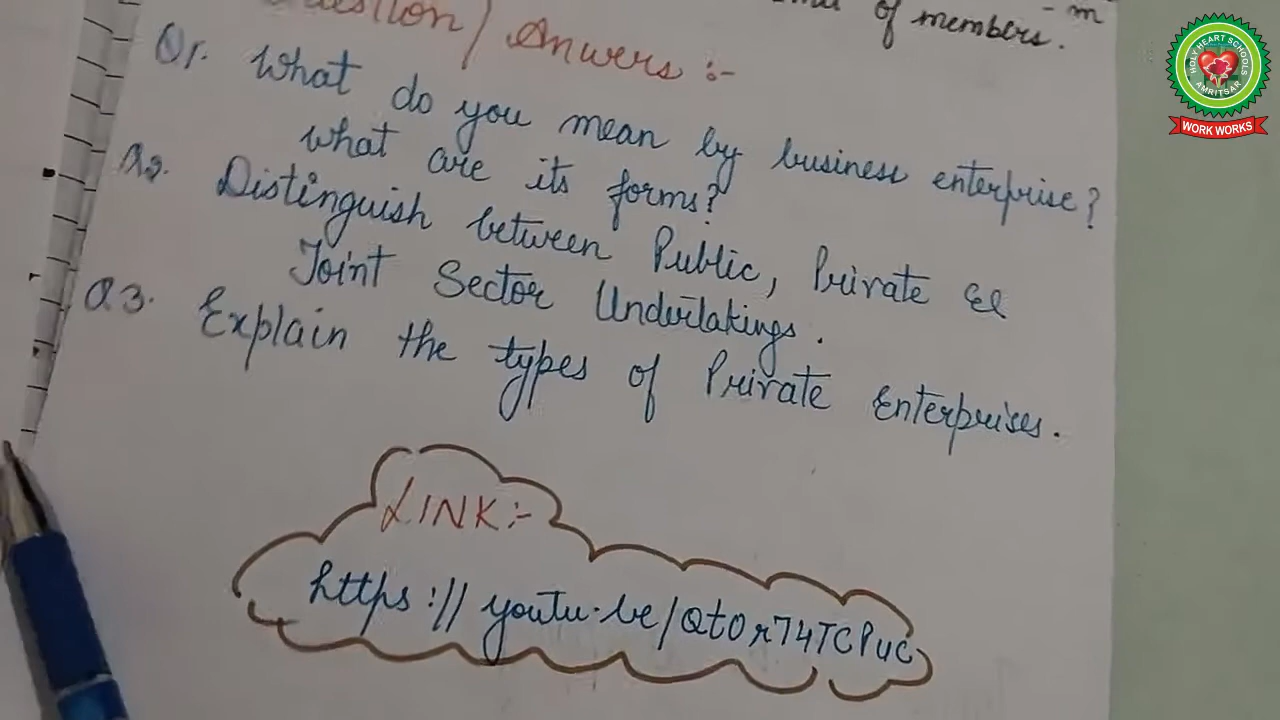 of members.
Question/ Anwers :-
Q1. What do you mean by business enterprise?
What are its forms?
Q2. Distinguish between Public, Private &
Joint Sector Undertakings.
Q3. Explain the types of Private Enterprises.
LINK:-
https://youtu.be/Qt0r74TCPuC
HOLY HEART SCHOOLS
AMRITSAR
WORK WORKS